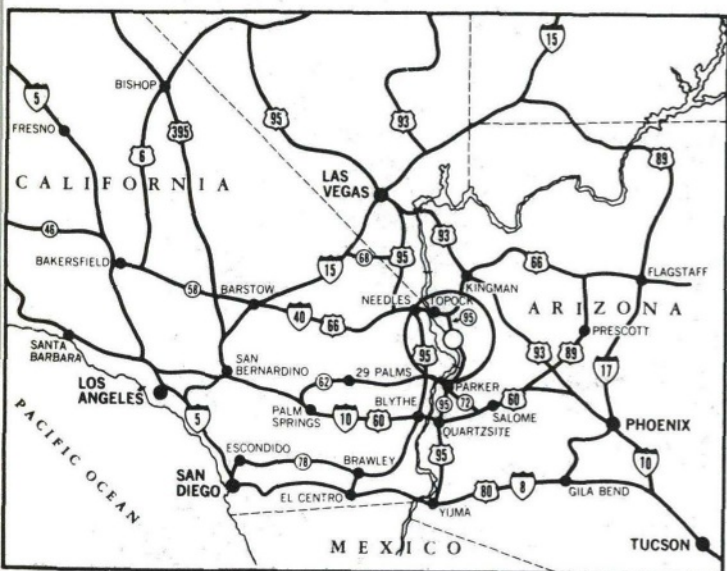 15
5
BISHOP
FRESNO
395
95
93
6
89
CALIFORNIA
LAS VEGAS
46
68
95
93
66
BAKERSFIELD
15
KINGMAN
FLAGSTAFF
58
BARSTOW
NEEDLES
TOPOCK
95
ARIZONA
40
66
PRESCOTT
SANTA BARBARA
95
93
89
SAN BERNARDINO
17
62
29 PALMS
PARKER
LOS ANGELES
BLYTHE
95
72
60
SALOME
5
PALM SPRINGS
10
60
QUARTZSITE
PHOENIX
PACIFIC OCEAN
ESCONDIDO
78
BRAWLEY
95
10
SAN DIEGO
EL CENTRO
80
8
GILA BEND
YIJMA
MEXICO
TUCSON